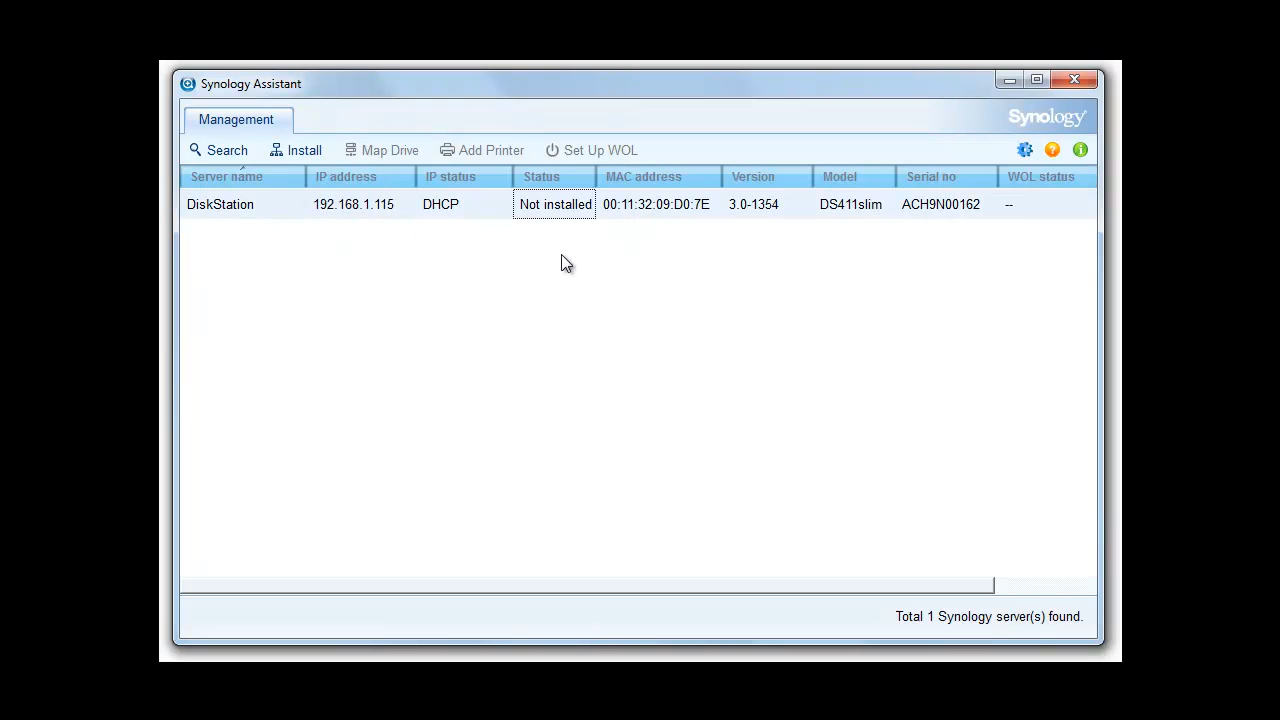 Synology Assistant
Management
Synology
Search Install Map Drive Add Printer Set Up WOL
Server name IP address IP status Status MAC address Version Model Serial no WOL status
DiskStation 192.168.1.115 DHCP Not installed 00:11:32:09:D0:7E 3.0-1354 DS411slim ACH9N00162 --
Total 1 Synology server(s) found.